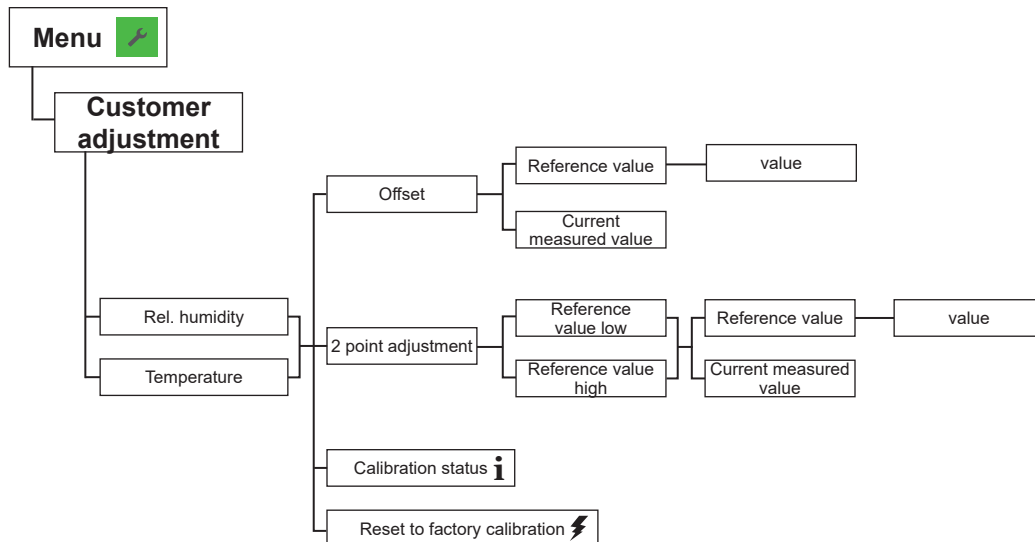 Menu
Customer
adjustment
Offset
Reference value
value
Current
measured value
Rel. humidity
Temperature
2 point adjustment
Reference
value low
Reference value
high
Reference value
value
Current measured
value
Calibration status i
Reset to factory calibration